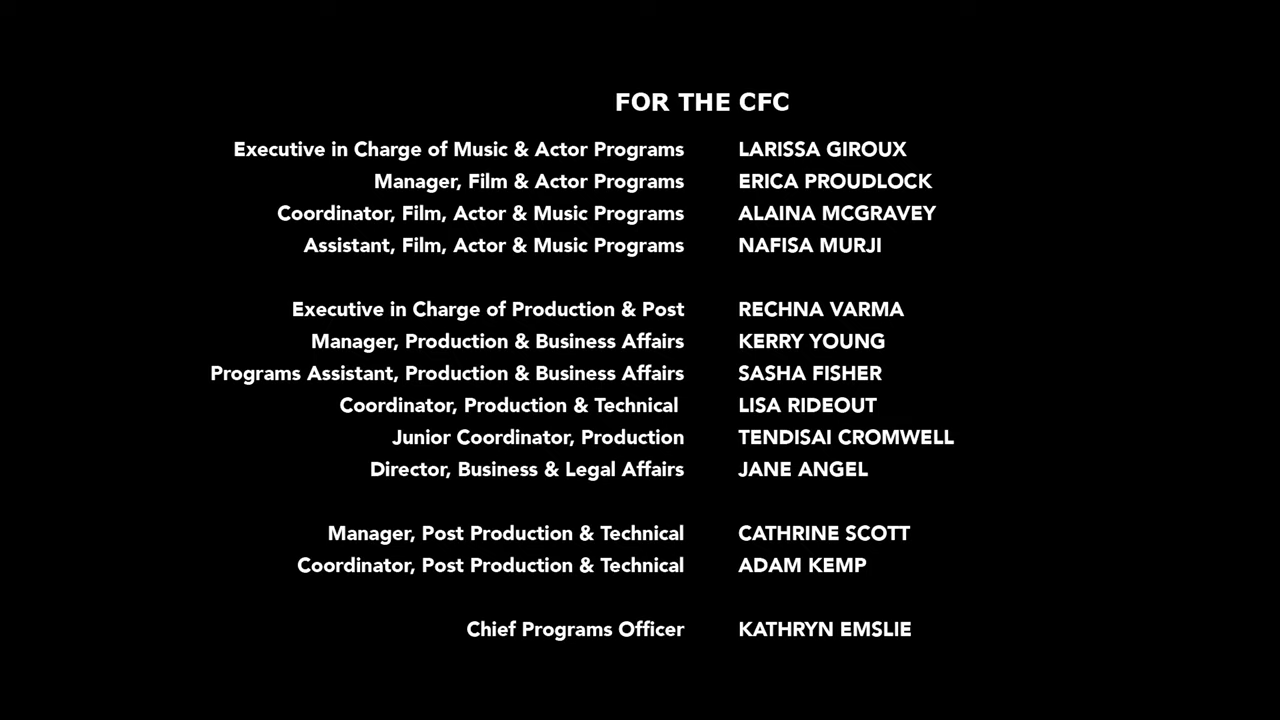 FOR THE CFC
Executive in Charge of Music & Actor Programs LARISSA GIROUX
Manager, Film & Actor Programs ERICA PROUDLOCK
Coordinator, Film, Actor & Music Programs ALAINA MCGRAVEY
Assistant, Film, Actor & Music Programs NAFISA MURJI
Executive in Charge of Production & Post RECHNA VARMA
Manager, Production & Business Affairs KERRY YOUNG
Programs Assistant, Production & Business Affairs SASHA FISHER
Coordinator, Production & Technical LISA RIDEOUT
Junior Coordinator, Production TENDISAI CROMWELL
Director, Business & Legal Affairs JANE ANGEL
Manager, Post Production & Technical CATHRINE SCOTT
Coordinator, Post Production & Technical ADAM KEMP
Chief Programs Officer KATHRYN EMSLIE